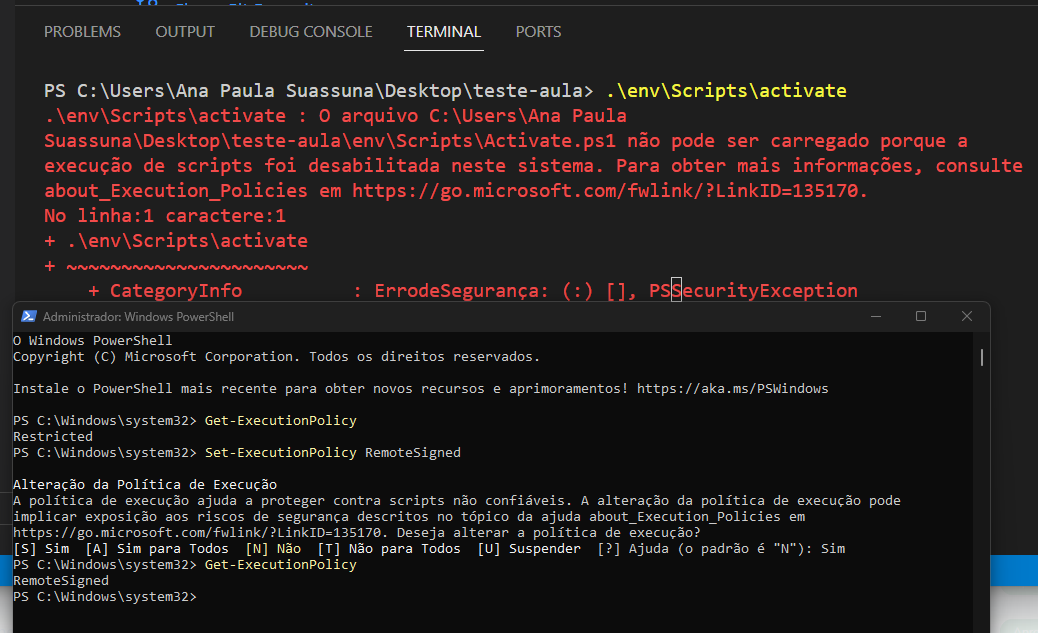 PROBLEMS OUTPUT DEBUG CONSOLE TERMINAL PORTS
PS C:\Users\Ana Paula Suassuna\Desktop\teste-aula> .\env\Scripts\activate
.\env\Scripts\activate : O arquivo C:\Users\Ana Paula
Suassuna\Desktop\teste-aula\env\Scripts\Activate.ps1 não pode ser carregado porque a
execução de scripts foi desabilitada neste sistema. Para obter mais informações, consulte
about_Execution_Policies em https://go.microsoft.com/fwlink/?LinkID=135170.
No linha:1 caractere:1
+ .\env\Scripts\activate
+ ~~~~~~~~~~~~~~~~~~~~~~
+ CategoryInfo : ErrodeSegurança: (:) [], PSSecurityException
Administrador: Windows PowerShell
O Windows PowerShell
Copyright (C) Microsoft Corporation. Todos os direitos reservados.
Instale o PowerShell mais recente para obter novos recursos e aprimoramentos! https://aka.ms/PSWindows
PS C:\Windows\system32> Get-ExecutionPolicy
Restricted
PS C:\Windows\system32> Set-ExecutionPolicy RemoteSigned
Alteração da Política de Execução
A política de execução ajuda a proteger contra scripts não confiáveis. A alteração da política de execução pode
implicar exposição aos riscos de segurança descritos no tópico da ajuda about_Execution_Policies em
https://go.microsoft.com/fwlink/?LinkID=135170. Deseja alterar a política de execução?
[S] Sim [A] Sim para Todos [N] Não [T] Não para Todos [U] Suspender [?] Ajuda (o padrão é "N"): Sim
PS C:\Windows\system32> Get-ExecutionPolicy
RemoteSigned
PS C:\Windows\system32>